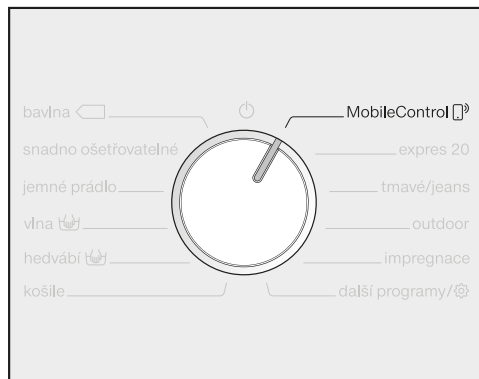 bavlna
MobileControl
snadno ošetřovatelné
expres 20
jemné prádlo
tmavé/jeans
vlna
outdoor
hedvábí
impregnace
košile
další programy/